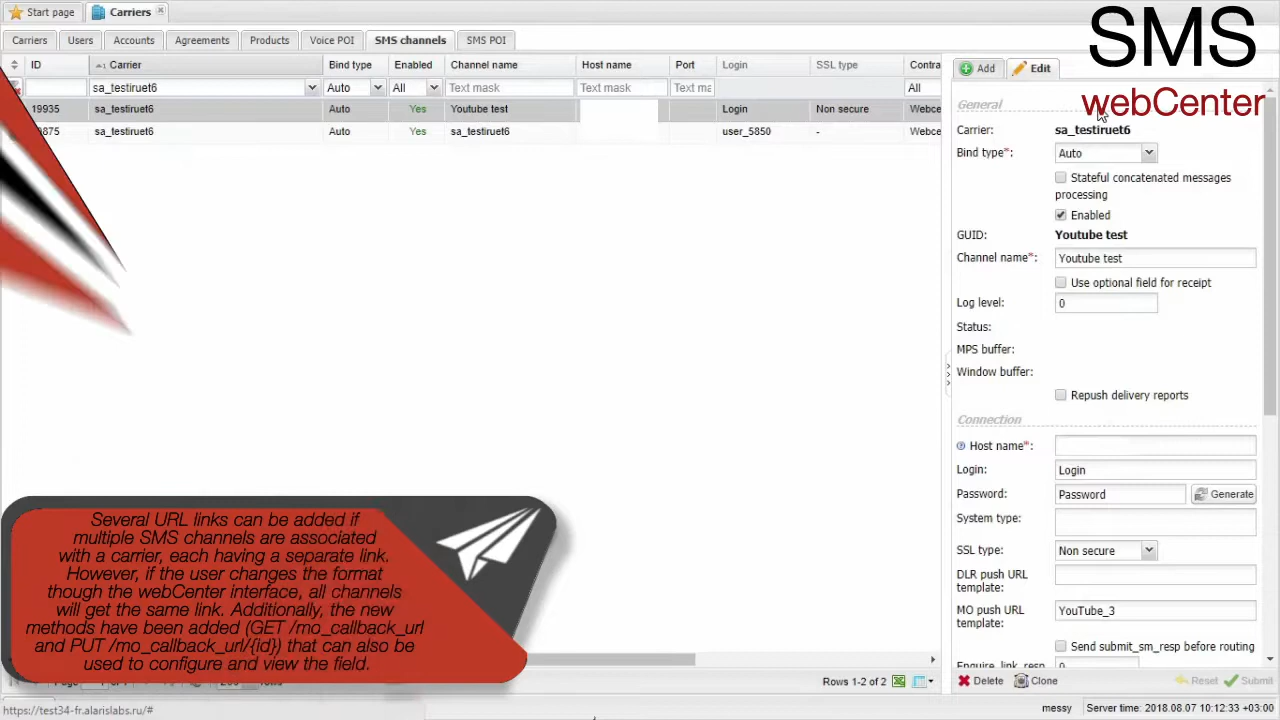 Start page
Carriers
SMS
webCenter
Carriers
Users
Accounts
Agreements
Products
Voice POI
SMS channels
SMS POI
ID
Carrier
Bind type
Enabled
Channel name
Host name
Port
Login
SSL type
Contra
sa_testiruet6
Auto
All
Text mask
Text mask
Text ma
All
19935
sa_testiruet6
Auto
Yes
Youtube test
Login
Non secure
Webce
875
sa_testiruet6
Auto
Yes
sa_testiruet6
user_5850
-
Webce
Add
Edit
General
Carrier:
sa_testiruet6
Bind type*:
Auto
Stateful concatenated messages
processing
Enabled
GUID:
Youtube test
Channel name*:
Youtube test
Use optional field for receipt
Log level:
0
Status:
MPS buffer:
Window buffer:
Repush delivery reports
Connection
Host name*:
Login:
Login
Password:
Password
Generate
System type:
SSL type:
Non secure
DLR push URL
template:
MO push URL
template:
YouTube_3
Send submit_sm_resp before routing
Enquire_link_resp
0
Delete
Clone
Reset
Submit
Several URL links can be added if
multiple SMS channels are associated
with a carrier, each having a separate link.
However, if the user changes the format
though the webCenter interface, all channels
will get the same link. Additionally, the new
methods have been added (GET /mo_callback_url
and PUT /mo_callback_url/{id}) that can also be
used to configure and view the field.
Rows 1-2 of 2
https://test34-fr.alarislabs.ru/#
messy
Server time: 2018.08.07 10:12:33 +03:00